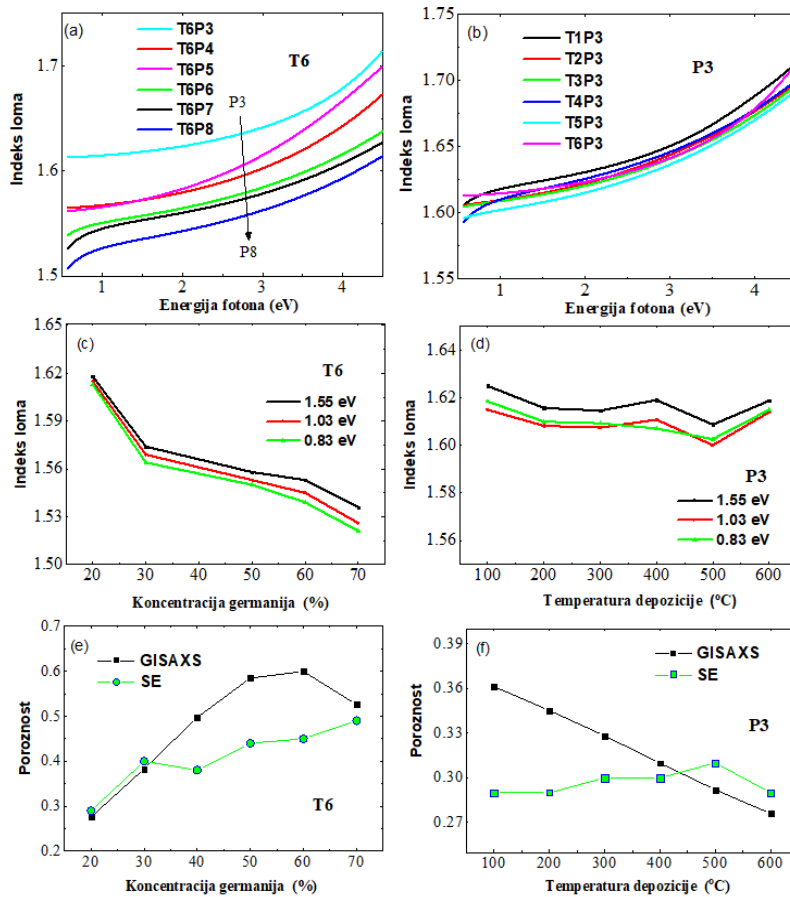 (a)
T6P3
T6P4
T6P5
T6P6
T6P7
T6P8
T6
P3
P8
1.7
1.6
1.5
Indeks loma
1
2
3
4
Energija fotona (eV)
(b)
T1P3
T2P3
T3P3
T4P3
T5P3
T6P3
P3
1.75
1.70
1.65
1.60
1.55
Indeks loma
1
2
3
4
Energija fotona (eV)
(c)
T6
1.55 eV
1.03 eV
0.83 eV
1.65
1.62
1.59
1.56
1.53
1.50
Indeks loma
20 30 40 50 60 70
Koncentracija germanija (%)
(d)
P3
1.55 eV
1.03 eV
0.83 eV
1.64
1.62
1.60
1.58
1.56
Indeks loma
100 200 300 400 500 600
Temperatura depozicije (ºC)
(e)
GISAXS
SE
T6
0.7
0.6
0.5
0.4
0.3
0.2
Poroznost
20 30 40 50 60 70
Koncentracija germanija (%)
(f)
GISAXS
SE
P3
0.39
0.36
0.33
0.30
0.27
Poroznost
100 200 300 400 500 600
Temperatura depozicije (ºC)